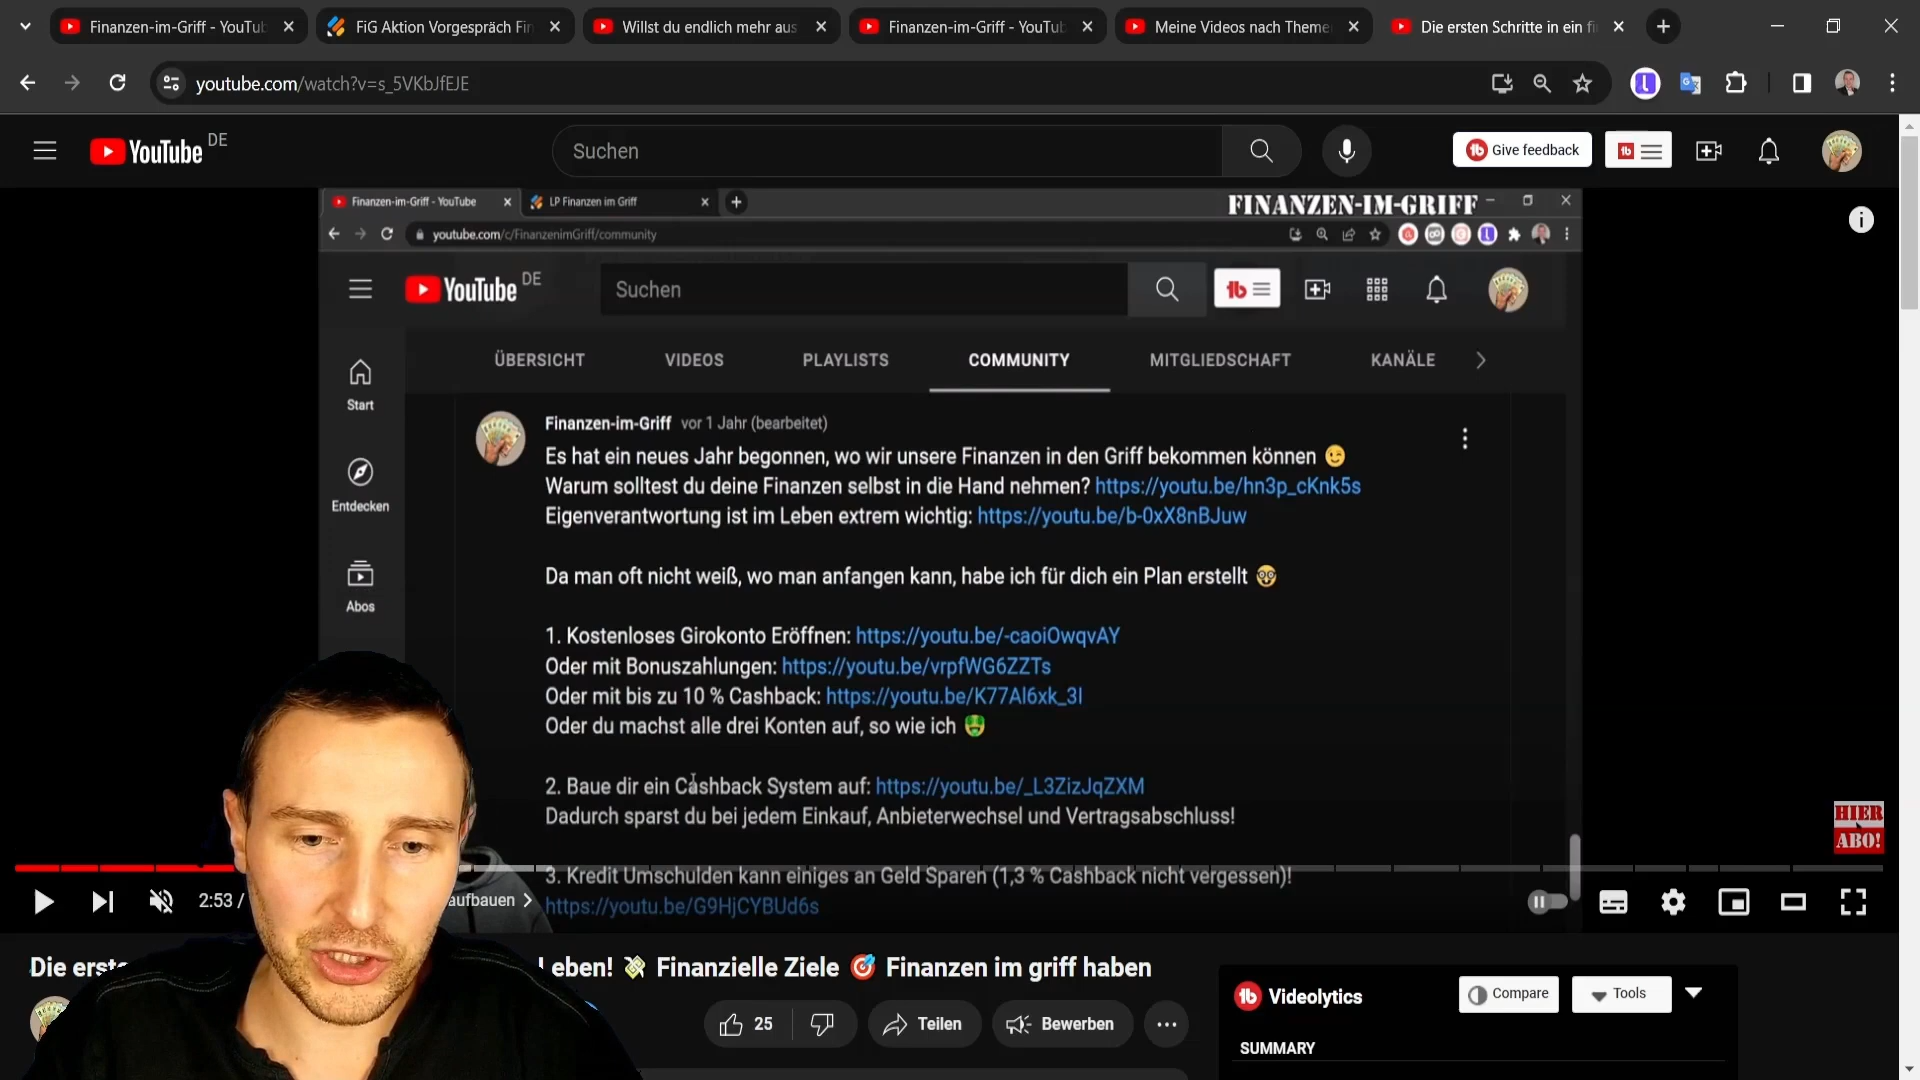 Finanzen-im-Griff - YouTub
FiG Aktion Vorgespräch Fin
Willst du endlich mehr aus
Finanzen-im-Griff - YouTub
Meine Videos nach Theme
Die ersten Schritte in ein fi
youtube.com/watch?v=s_5VKbJfEJE
YouTube DE
Suchen
Give feedback
Finanzen-im-Griff - YouTube
LP Finanzen im Griff
FINANZEN-IM-GRIFF
youtube.com/c/FinanzenimGriff/community
YouTube DE
Suchen
ÜBERSICHT
VIDEOS
PLAYLISTS
COMMUNITY
MITGLIEDSCHAFT
KANÄLE
Start
Entdecken
Abos
Finanzen-im-Griff vor 1 Jahr (bearbeitet)
Es hat ein neues Jahr begonnen, wo wir unsere Finanzen in den Griff bekommen können 😉
Warum solltest du deine Finanzen selbst in die Hand nehmen? https://youtu.be/hn3p_cKnk5s
Eigenverantwortung ist im Leben extrem wichtig: https://youtu.be/b-0xX8nBJuw
Da man oft nicht weiß, wo man anfangen kann, habe ich für dich ein Plan erstellt 🤓
1. Kostenloses Girokonto Eröffnen: https://youtu.be/-caoiOwqvAY
Oder mit Bonuszahlungen: https://youtu.be/vrpfWG6ZZTs
Oder mit bis zu 10 % Cashback: https://youtu.be/K77Al6xk_3I
Oder du machst alle drei Konten auf, so wie ich 🤑
2. Baue dir ein Cashback System auf: https://youtu.be/_L3ZizJqZXM
Dadurch sparst du bei jedem Einkauf, Anbieterwechsel und Vertragsabschluss!
3. Kredit Umschulden kann einiges an Geld Sparen (1,3 % Cashback nicht vergessen)!
https://youtu.be/G9HjCYBUd6s
HIER
ABO!
2:53 /
aufbauen
Die erste
Leben! 💸 Finanzielle Ziele 🎯 Finanzen im griff haben
25
Teilen
Bewerben
Videolytics
Compare
Tools
SUMMARY